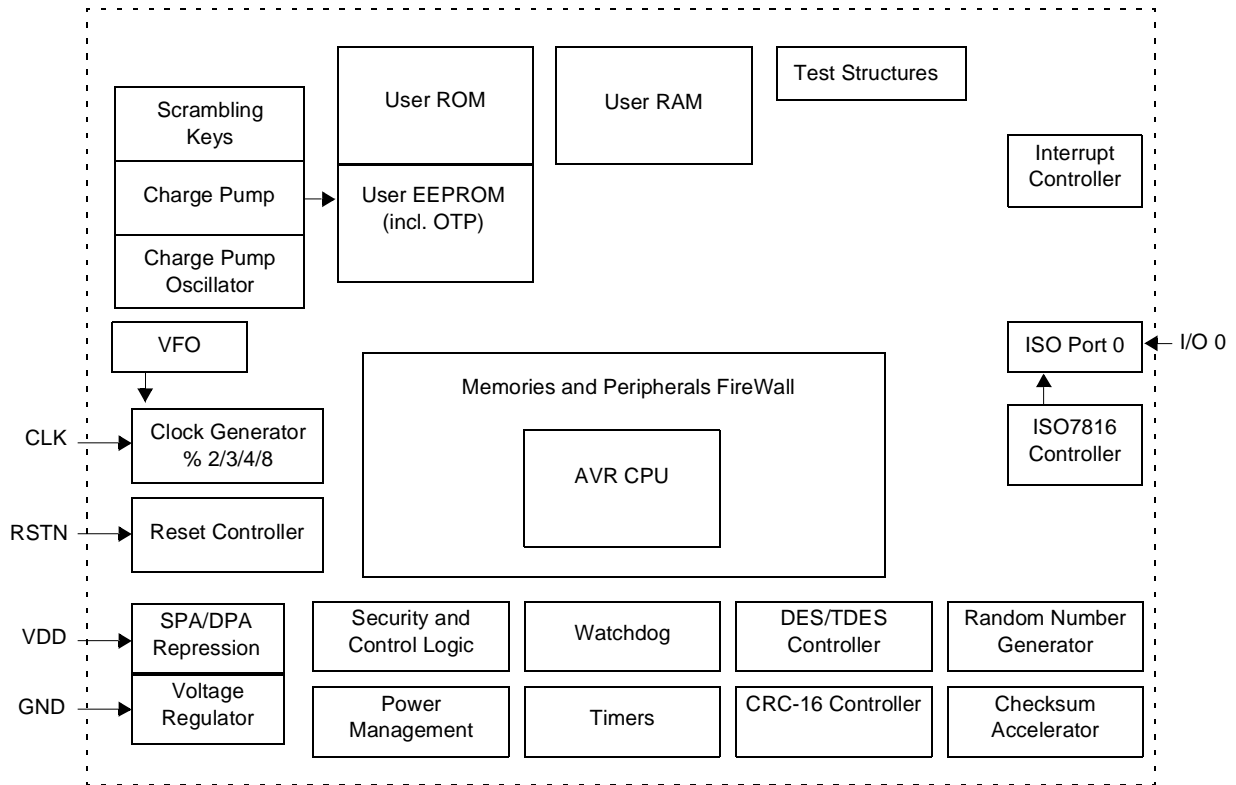 User ROM
User RAM
Test Structures
Scrambling
Keys
Charge Pump
User EEPROM
(incl. OTP)
Charge Pump
Oscillator
Interrupt
Controller
VFO
ISO Port 0
I/O 0
Memories and Peripherals FireWall
CLK
Clock Generator
% 2/3/4/8
AVR CPU
ISO7816
Controller
RSTN
Reset Controller
VDD
SPA/DPA
Repression
Security and
Control Logic
Watchdog
DES/TDES
Controller
Random Number
Generator
GND
Voltage
Regulator
Power
Management
Timers
CRC-16 Controller
Checksum
Accelerator